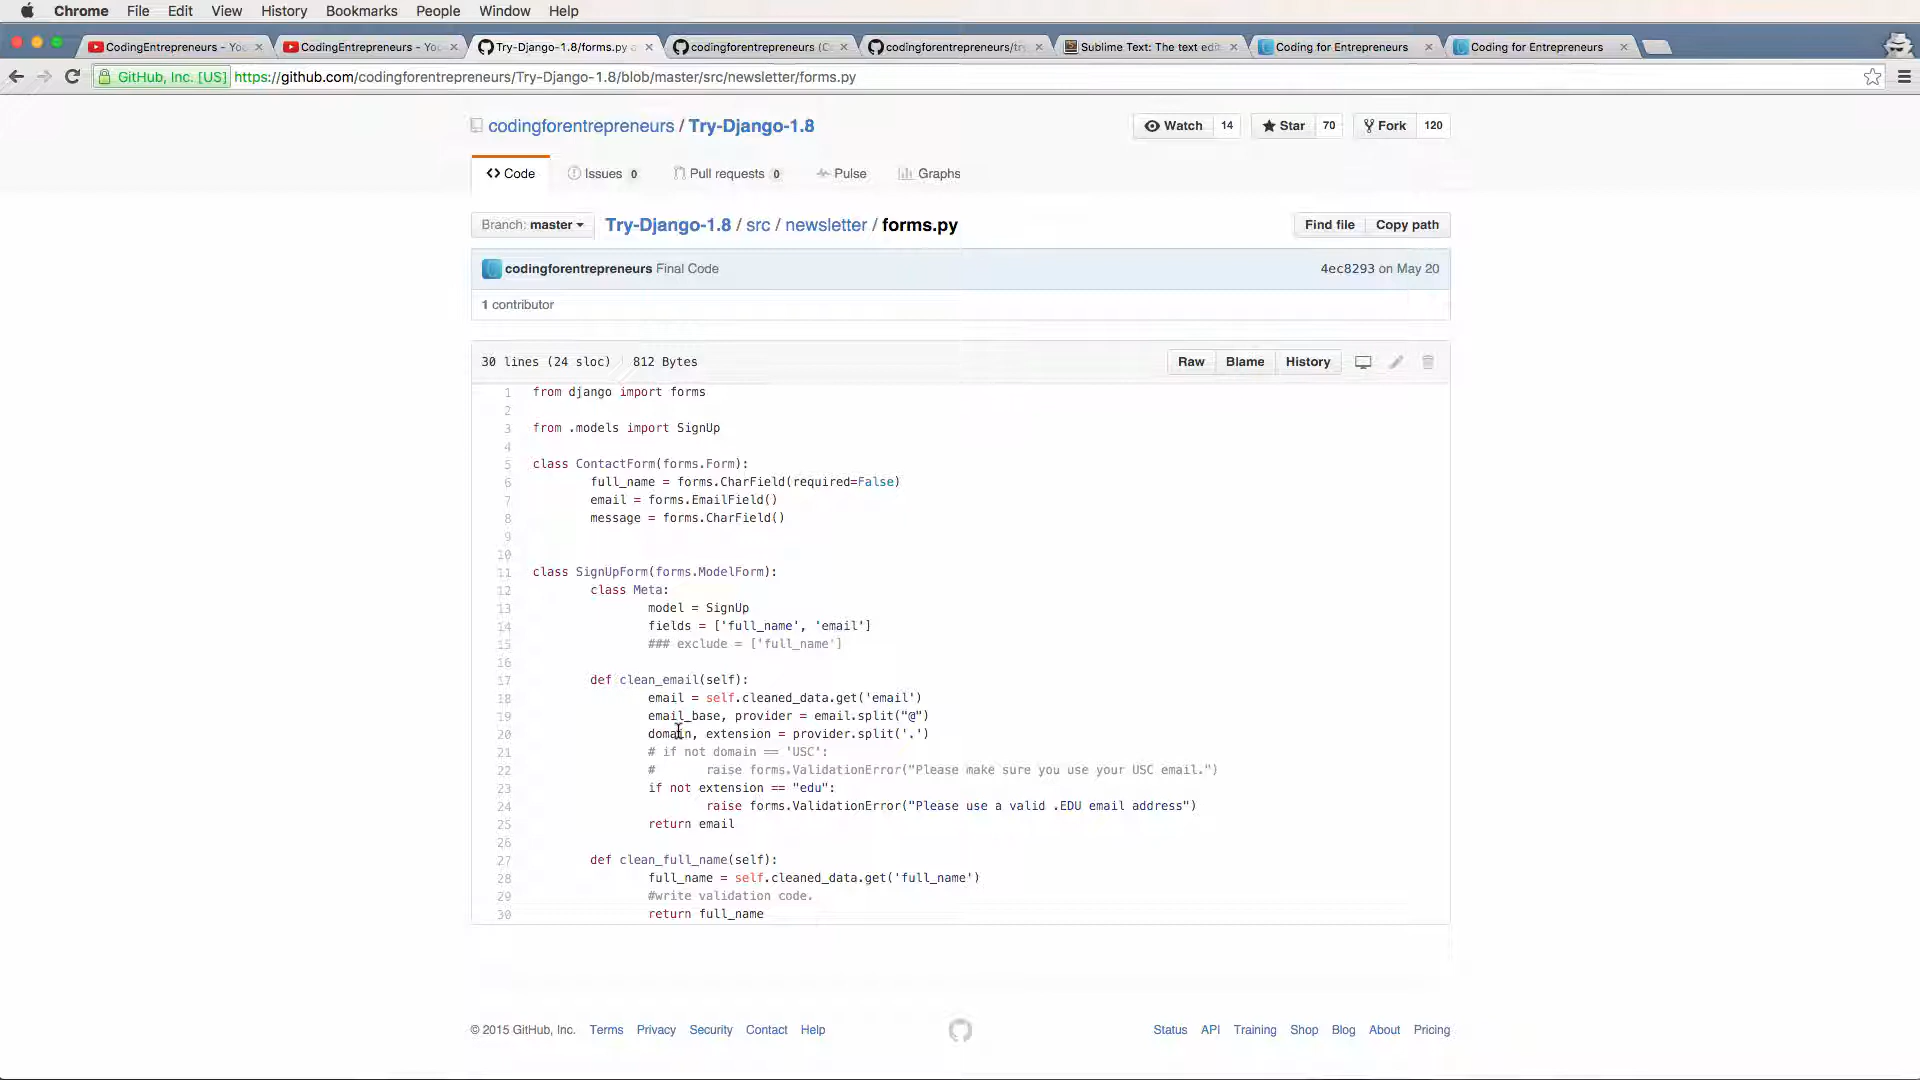 Chrome File Edit View History Bookmarks People Window Help
CodingEntrepreneurs - Yo
CodingEntrepreneurs - Yo
Try-Django-1.8/forms.py
codingforentrepreneurs (C
codingforentrepreneurs/tr
Sublime Text: The text edit
Coding for Entrepreneurs
Coding for Entrepreneurs
GitHub, Inc. [US] https://github.com/codingforentrepreneurs/Try-Django-1.8/blob/master/src/newsletter/forms.py
codingforentrepreneurs / Try-Django-1.8
Watch 14 Star 70 Fork 120
Code Issues 0 Pull requests 0 Pulse Graphs
Branch: master Try-Django-1.8 / src / newsletter / forms.py Find file Copy path
codingforentrepreneurs Final Code 4ec8293 on May 20
1 contributor
30 lines (24 sloc) 812 Bytes Raw Blame History
1 from django import forms
2
3 from .models import SignUp
4
5 class ContactForm(forms.Form):
6 full_name = forms.CharField(required=False)
7 email = forms.EmailField()
8 message = forms.CharField()
9
10
11 class SignUpForm(forms.ModelForm):
12 class Meta:
13 model = SignUp
14 fields = ['full_name', 'email']
15 ### exclude = ['full_name']
16
17 def clean_email(self):
18 email = self.cleaned_data.get('email')
19 email_base, provider = email.split("@")
20 domain, extension = provider.split('.')
21 # if not domain == 'USC':
22 # raise forms.ValidationError("Please make sure you use your USC email.")
23 if not extension == "edu":
24 raise forms.ValidationError("Please use a valid .EDU email address")
25 return email
26
27 def clean_full_name(self):
28 full_name = self.cleaned_data.get('full_name')
29 #write validation code.
30 return full_name
© 2015 GitHub, Inc. Terms Privacy Security Contact Help Status API Training Shop Blog About Pricing